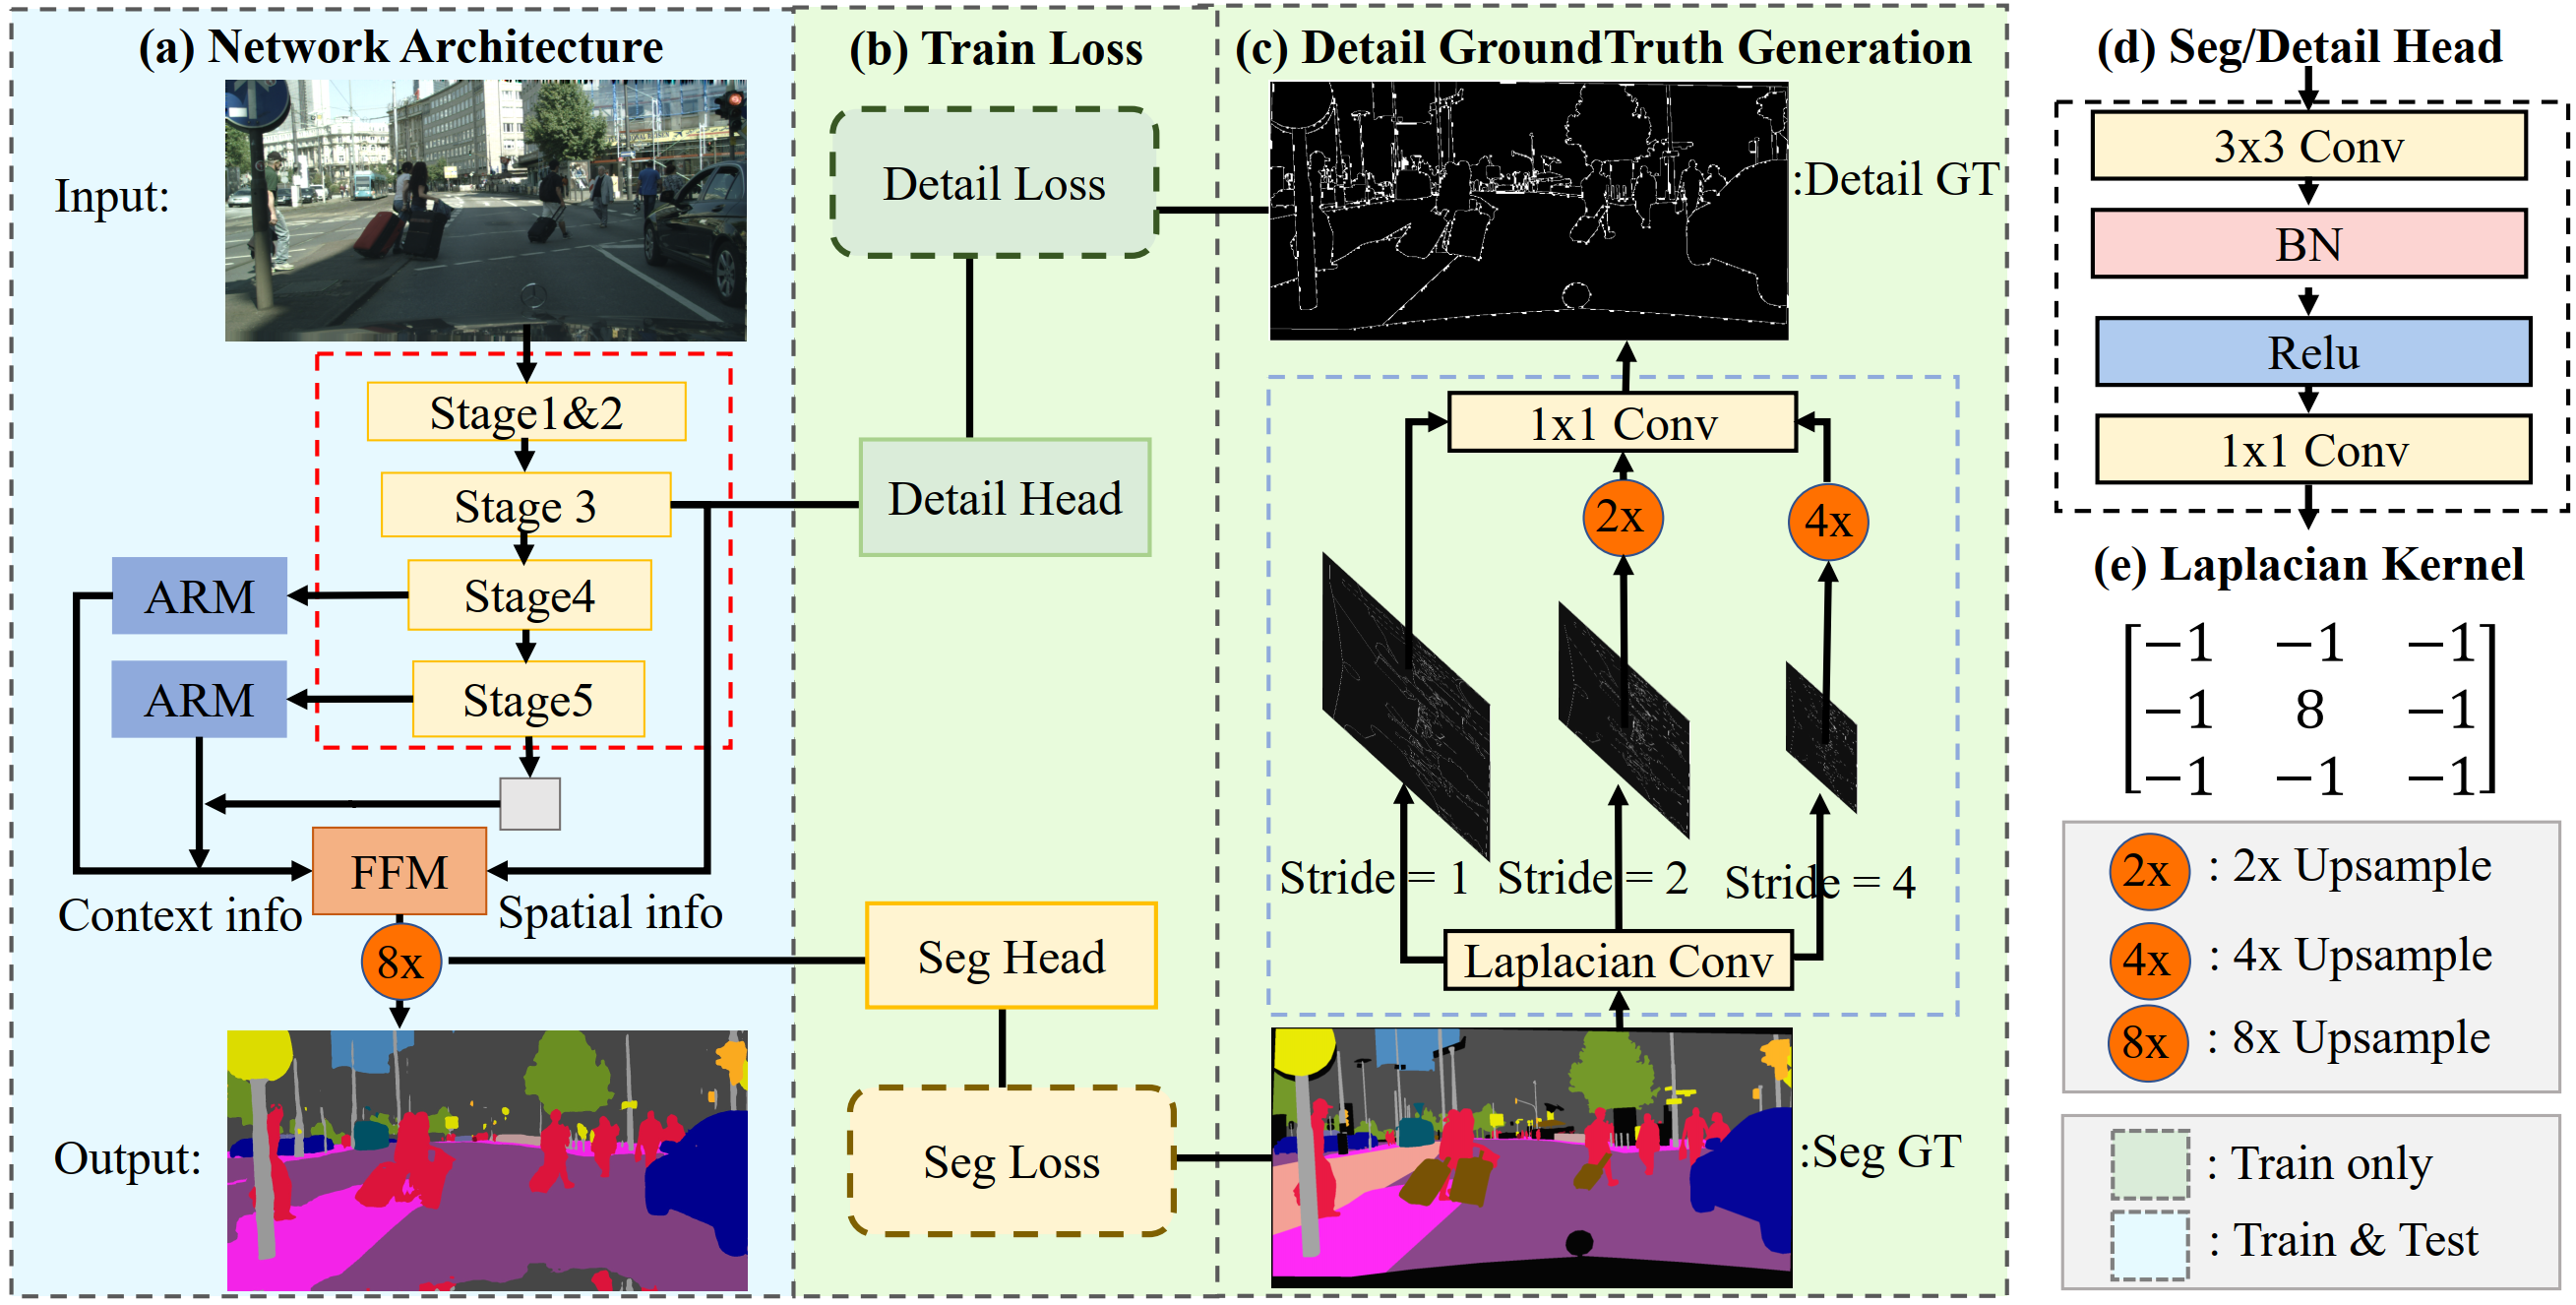 (a) Network Architecture
Input:
Stage1&2
Stage 3
ARM
Stage4
ARM
Stage5
FFM
Context info
Spatial info
8x
Output:
(b) Train Loss
Detail Loss
Detail Head
Seg Head
Seg Loss
(c) Detail GroundTruth Generation
:Detail GT
1x1 Conv
2x
4x
Stride = 1
Stride = 2
Stride = 4
Laplacian Conv
:Seg GT
(d) Seg/Detail Head
3x3 Conv
BN
Relu
1x1 Conv
(e) Laplacian Kernel
−1 −1 −1
−1 8 −1
−1 −1 −1
2x : 2x Upsample
4x : 4x Upsample
8x : 8x Upsample
: Train only
: Train & Test